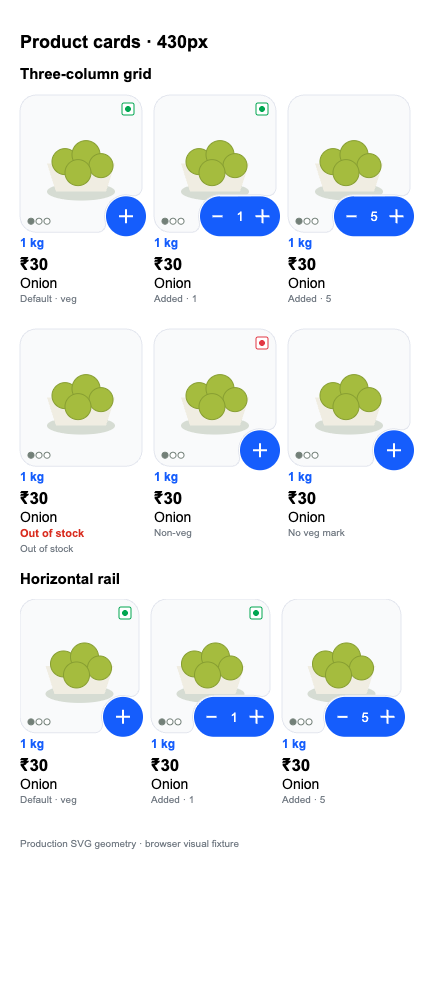 Product cards · 430px
Three-column grid
1 5
1 kg 1 kg 1 kg
₹30 ₹30 ₹30
Onion Onion Onion
Default · veg Added · 1 Added · 5
1 kg 1 kg 1 kg
₹30 ₹30 ₹30
Onion Onion Onion
Out of stock Non-veg No veg mark
Out of stock
Horizontal rail
1 5
1 kg 1 kg 1 kg
₹30 ₹30 ₹30
Onion Onion Onion
Default · veg Added · 1 Added · 5
Production SVG geometry · browser visual fixture